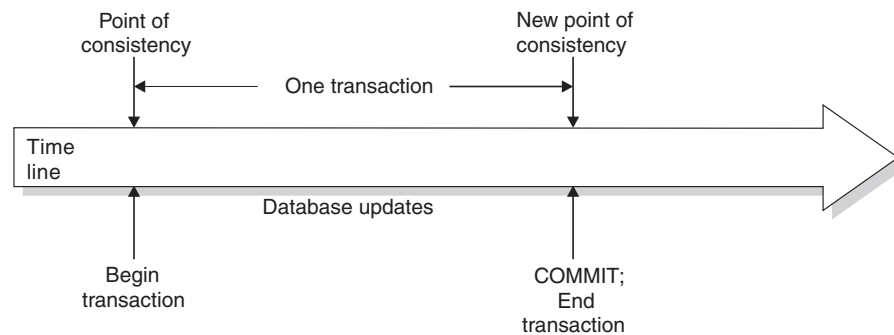 Point of
consistency
New point of
consistency
One transaction
Time
line
Database updates
Begin
transaction
COMMIT;
End
transaction